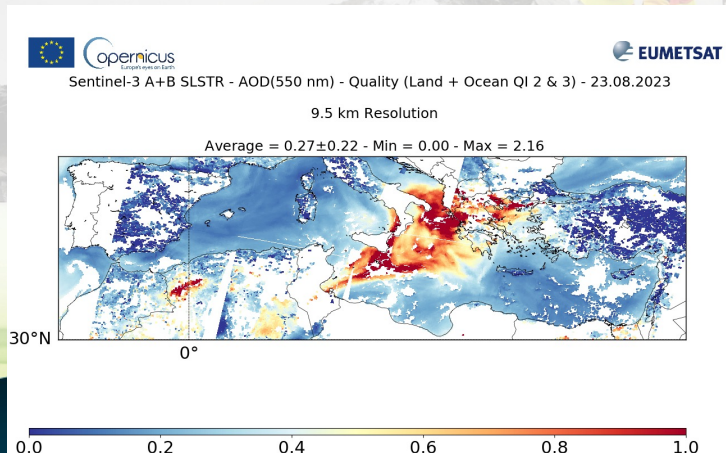 opernicus
Europe's eyes on Earth
EUMETSAT
Sentinel-3 A+B SLSTR - AOD(550 nm) - Quality (Land + Ocean QI 2 & 3) - 23.08.2023
9.5 km Resolution
Average = 0.27±0.22 - Min = 0.00 - Max = 2.16
30°N
0°
0.0 0.2 0.4 0.6 0.8 1.0